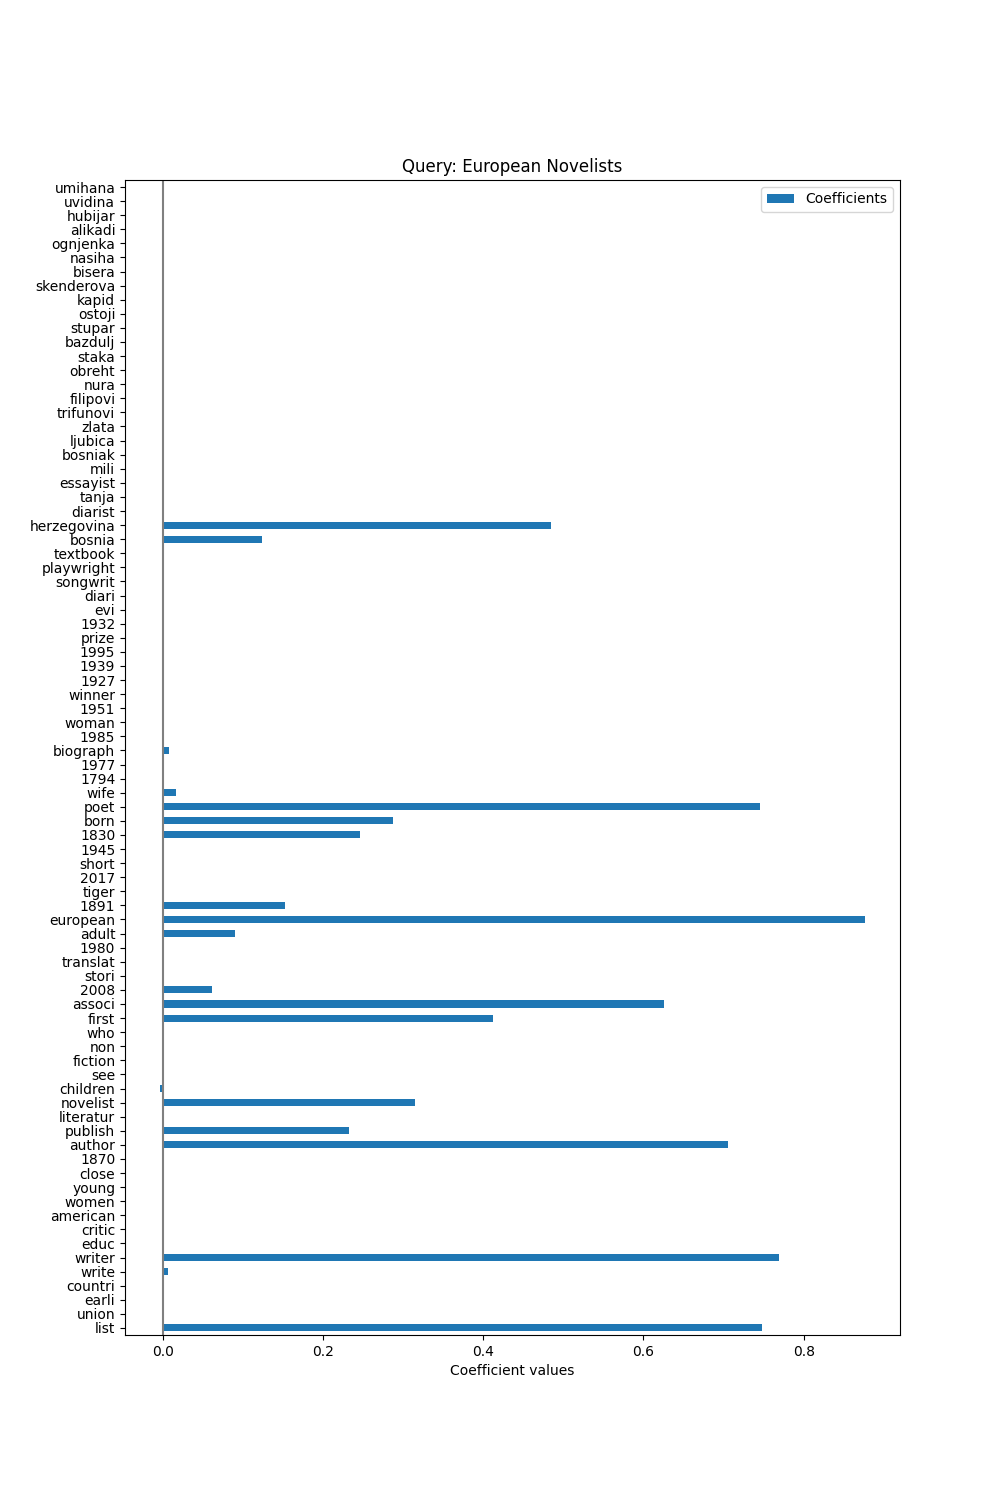 Query: European Novelists
Coefficients
umihana
uvidina
hubijar
alikadi
ognjenka
nasiha
bisera
skenderova
kapid
ostoji
stupar
bazdulj
staka
obreht
nura
filipovi
trifunovi
zlata
ljubica
bosniak
mili
essayist
tanja
diarist
herzegovina
bosnia
textbook
playwright
songwrit
diari
evi
1932
prize
1995
1939
1927
winner
1951
woman
1985
biograph
1977
1794
wife
poet
born
1830
1945
short
2017
tiger
1891
european
adult
1980
translat
stori
2008
associ
first
who
non
fiction
see
children
novelist
literatur
publish
author
1870
close
young
women
american
critic
educ
writer
write
countri
earli
union
list
0.0 0.2 0.4 0.6 0.8
Coefficient values